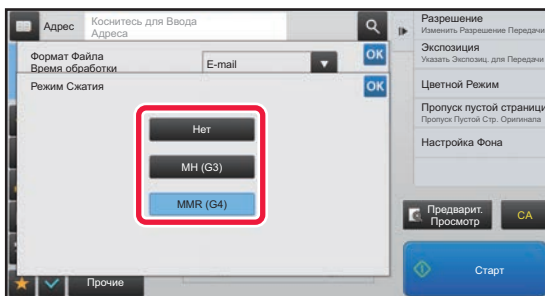 Адрес
Коснитесь для Ввода
Адреса
Разрешение
Изменить Разрешение Передачи
Экспозиция
Указать Экспозиц. для Передачи
Формат Файла
Время обработки
E-mail
OK
Режим Сжатия
OK
Цветной Режим
Пропуск пустой страницы
Пропуск Пустой Стр. Оригинала
Нет
Настройка Фона
MH (G3)
MMR (G4)
Предварит.
Просмотр
CA
Старт
Прочие